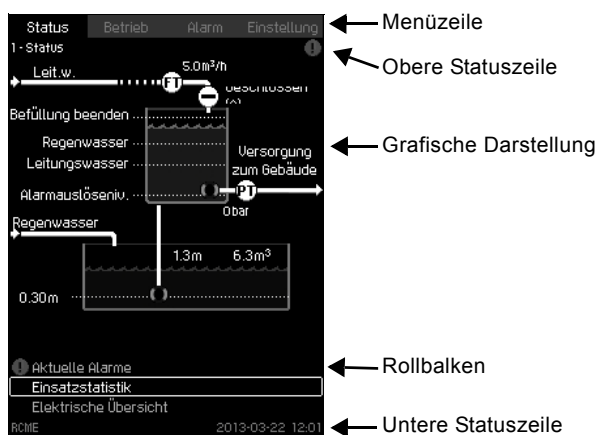 Status Betrieb Alarm Einstellung
Menüzeile
1 - Status
Obere Statuszeile
Leit.w.
5.0m³/h
FT
Befüllung beenden
Regenwasser
Leitungswasser
Grafische Darstellung
Versorgung
zum Gebäude
Alarmauslöseniv.
PT
0bar
Regenwasser
1.3m 6.3m³
0.30m
Aktuelle Alarme
Rollbalken
Einsatzstatistik
Elektrische Übersicht
RCME 2013-03-22 12:01
Untere Statuszeile